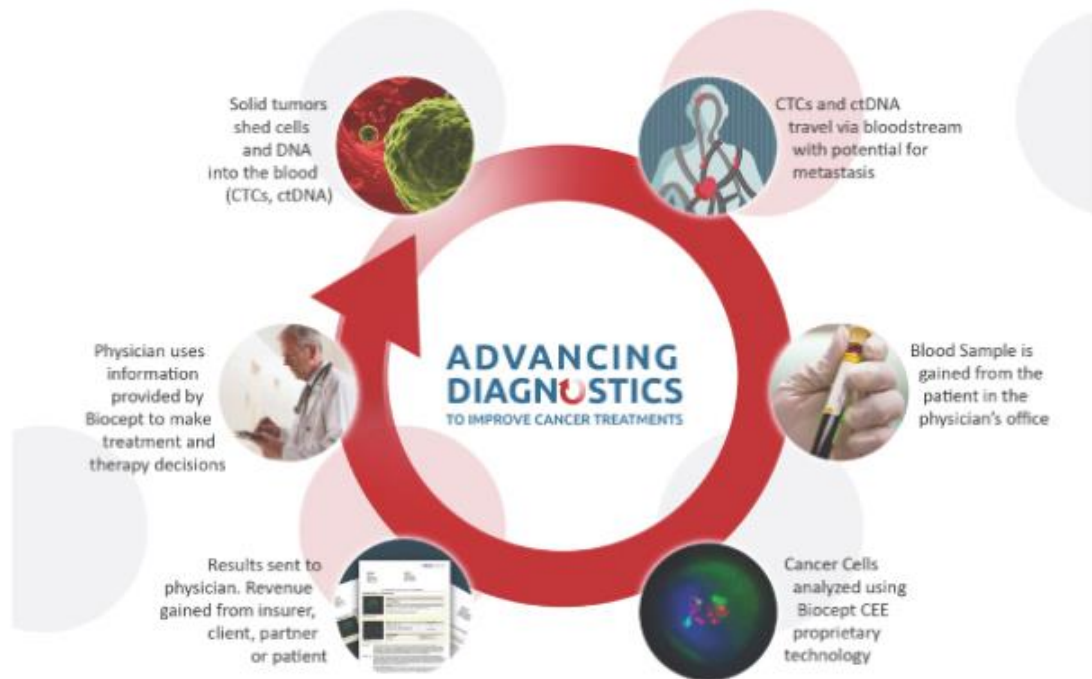 Solid tumors
shed cells
and DNA
into the blood
(CTCs, ctDNA)
CTCs and ctDNA
travel via bloodstream
with potential for
metastasis
Blood Sample is
gained from the
patient in the
physician's office
Cancer Cells
analyzed using
Biocept CEE
proprietary
technology
Results sent to
physician. Revenue
gained from insurer,
client, partner
or patient
Physician uses
information
provided by
Biocept to make
treatment and
therapy decisions
ADVANCING
DIAGNOSTICS
TO IMPROVE CANCER TREATMENTS